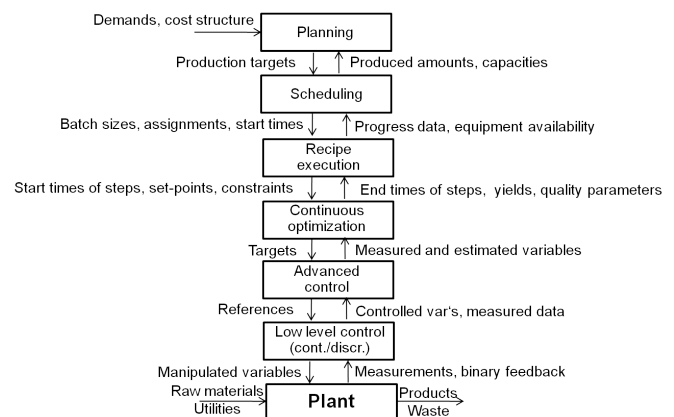 Demands, cost structure
Planning
Production targets
Produced amounts, capacities
Scheduling
Batch sizes, assignments, start times
Progress data, equipment availability
Recipe
execution
Start times of steps, set-points, constraints
End times of steps, yields, quality parameters
Continuous
optimization
Targets
Measured and estimated variables
Advanced
control
References
Controlled var's, measured data
Low level control
(cont./discr.)
Manipulated variables
Measurements, binary feedback
Raw materials
Utilities
Plant
Products
Waste